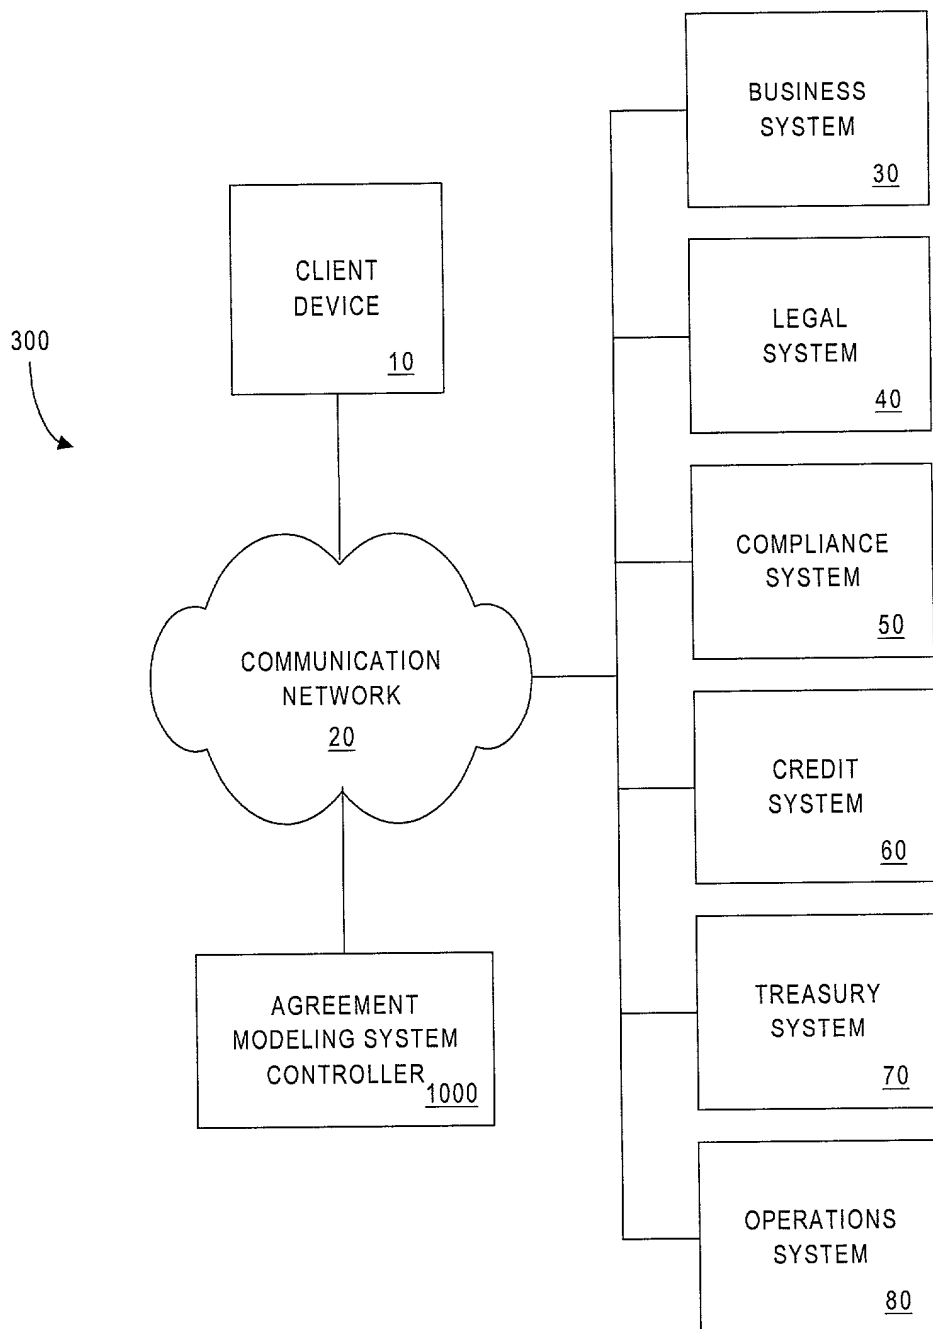 BUSINESS
SYSTEM
30
CLIENT
DEVICE
10
LEGAL
SYSTEM
40
300
COMPLIANCE
SYSTEM
50
COMMUNICATION
NETWORK
20
CREDIT
SYSTEM
60
AGREEMENT
MODELING SYSTEM
CONTROLLER
1000
TREASURY
SYSTEM
70
OPERATIONS
SYSTEM
80